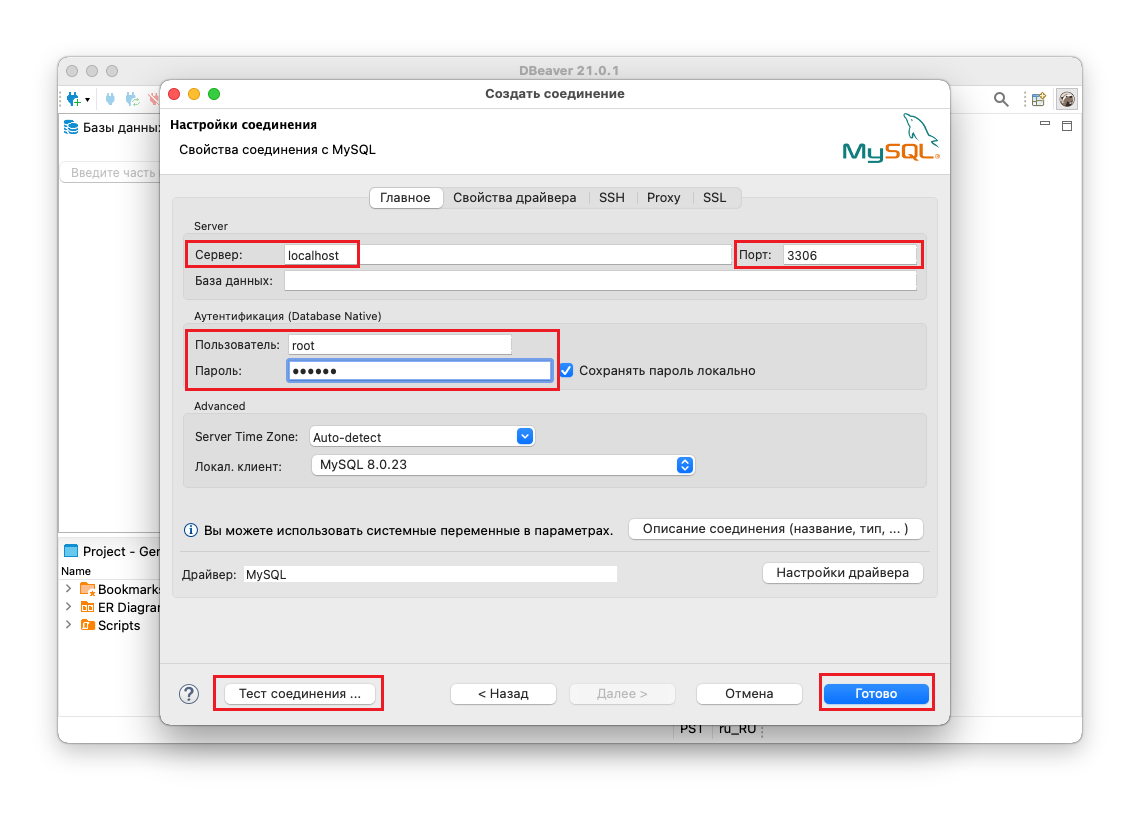 DBeaver 21.0.1
Создать соединение
Базы данны
Введите часть
Настройки соединения
Свойства соединения с MySQL
MySQL
Главное Свойства драйвера SSH Proxy SSL
Server
Сервер: localhost Порт: 3306
База данных:
Аутентификация (Database Native)
Пользователь: root
Пароль: ●●●●●● Сохранять пароль локально
Advanced
Server Time Zone: Auto-detect
Локал. клиент: MySQL 8.0.23
Вы можете использовать системные переменные в параметрах. Описание соединения (название, тип, ... )
Драйвер: MySQL Настройки драйвера
Project - Ger
Name
Bookmarks
ER Diagran
Scripts
? Тест соединения ... < Назад Далее > Отмена Готово
PST ru_RU